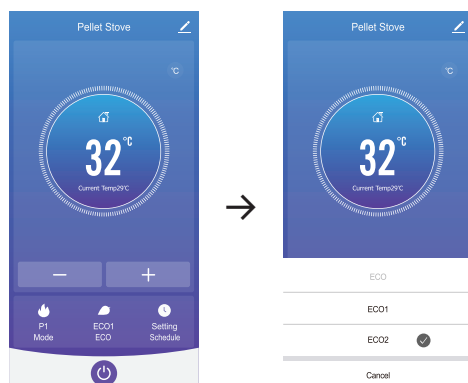 Pellet Stove
°C
32°C
Current Temp29°C
P1
Mode
ECO1
ECO
Setting
Schedule
Pellet Stove
°C
32°C
Current Temp29°C
ECO
ECO1
ECO2
Cancel